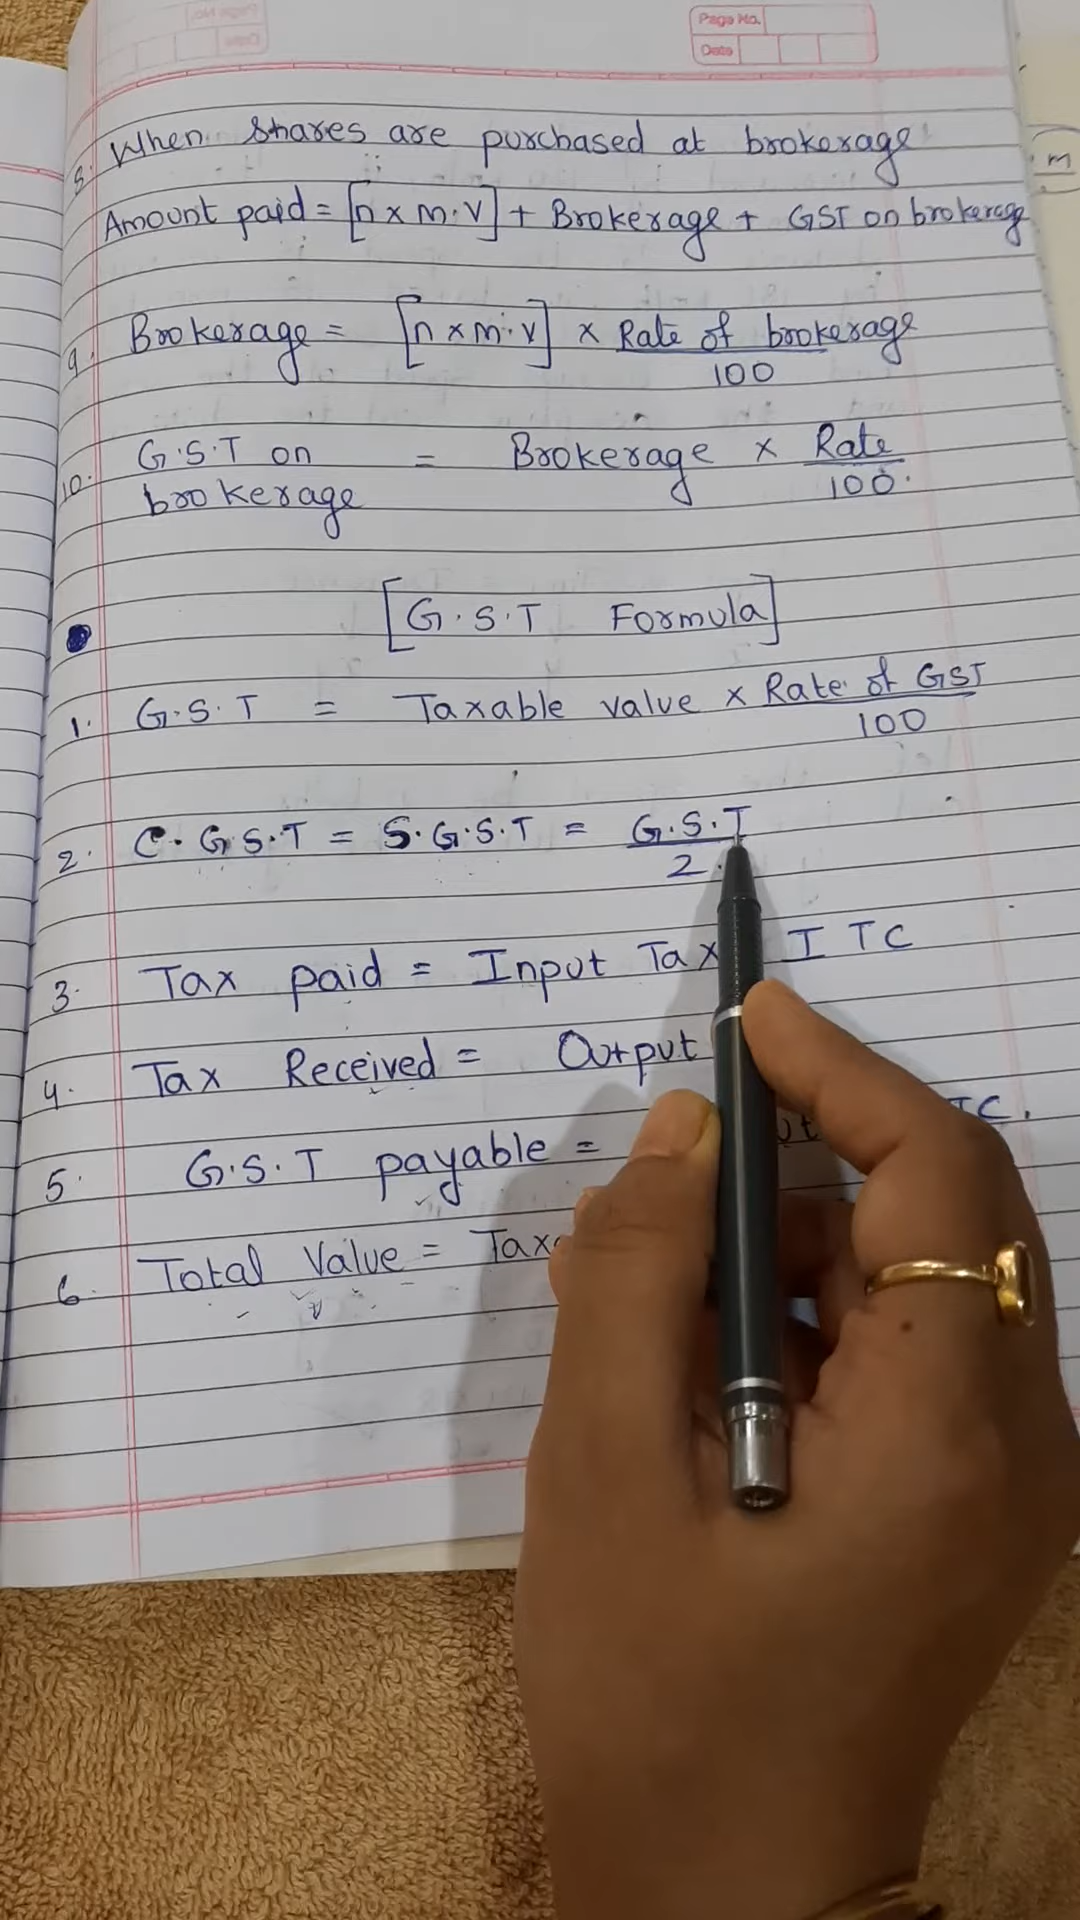 Page No.
Date
8. When shares are purchased at brokerage
m
Amount paid = [n x m.v] + Brokerage + GST on brokerage
9. Brokerage = [n x m.v] x Rate of brokerage
100
10. G.S.T on brokerage = Brokerage x Rate
100.
[G.S.T Formula]
1. G.S.T = Taxable value x Rate of GST
100
2. C.G.S.T = S.G.S.T = G.S.T
2.
3. Tax paid = Input Tax ITC
4. Tax Received = Output
5. G.S.T payable = TC.
6. Total Value =